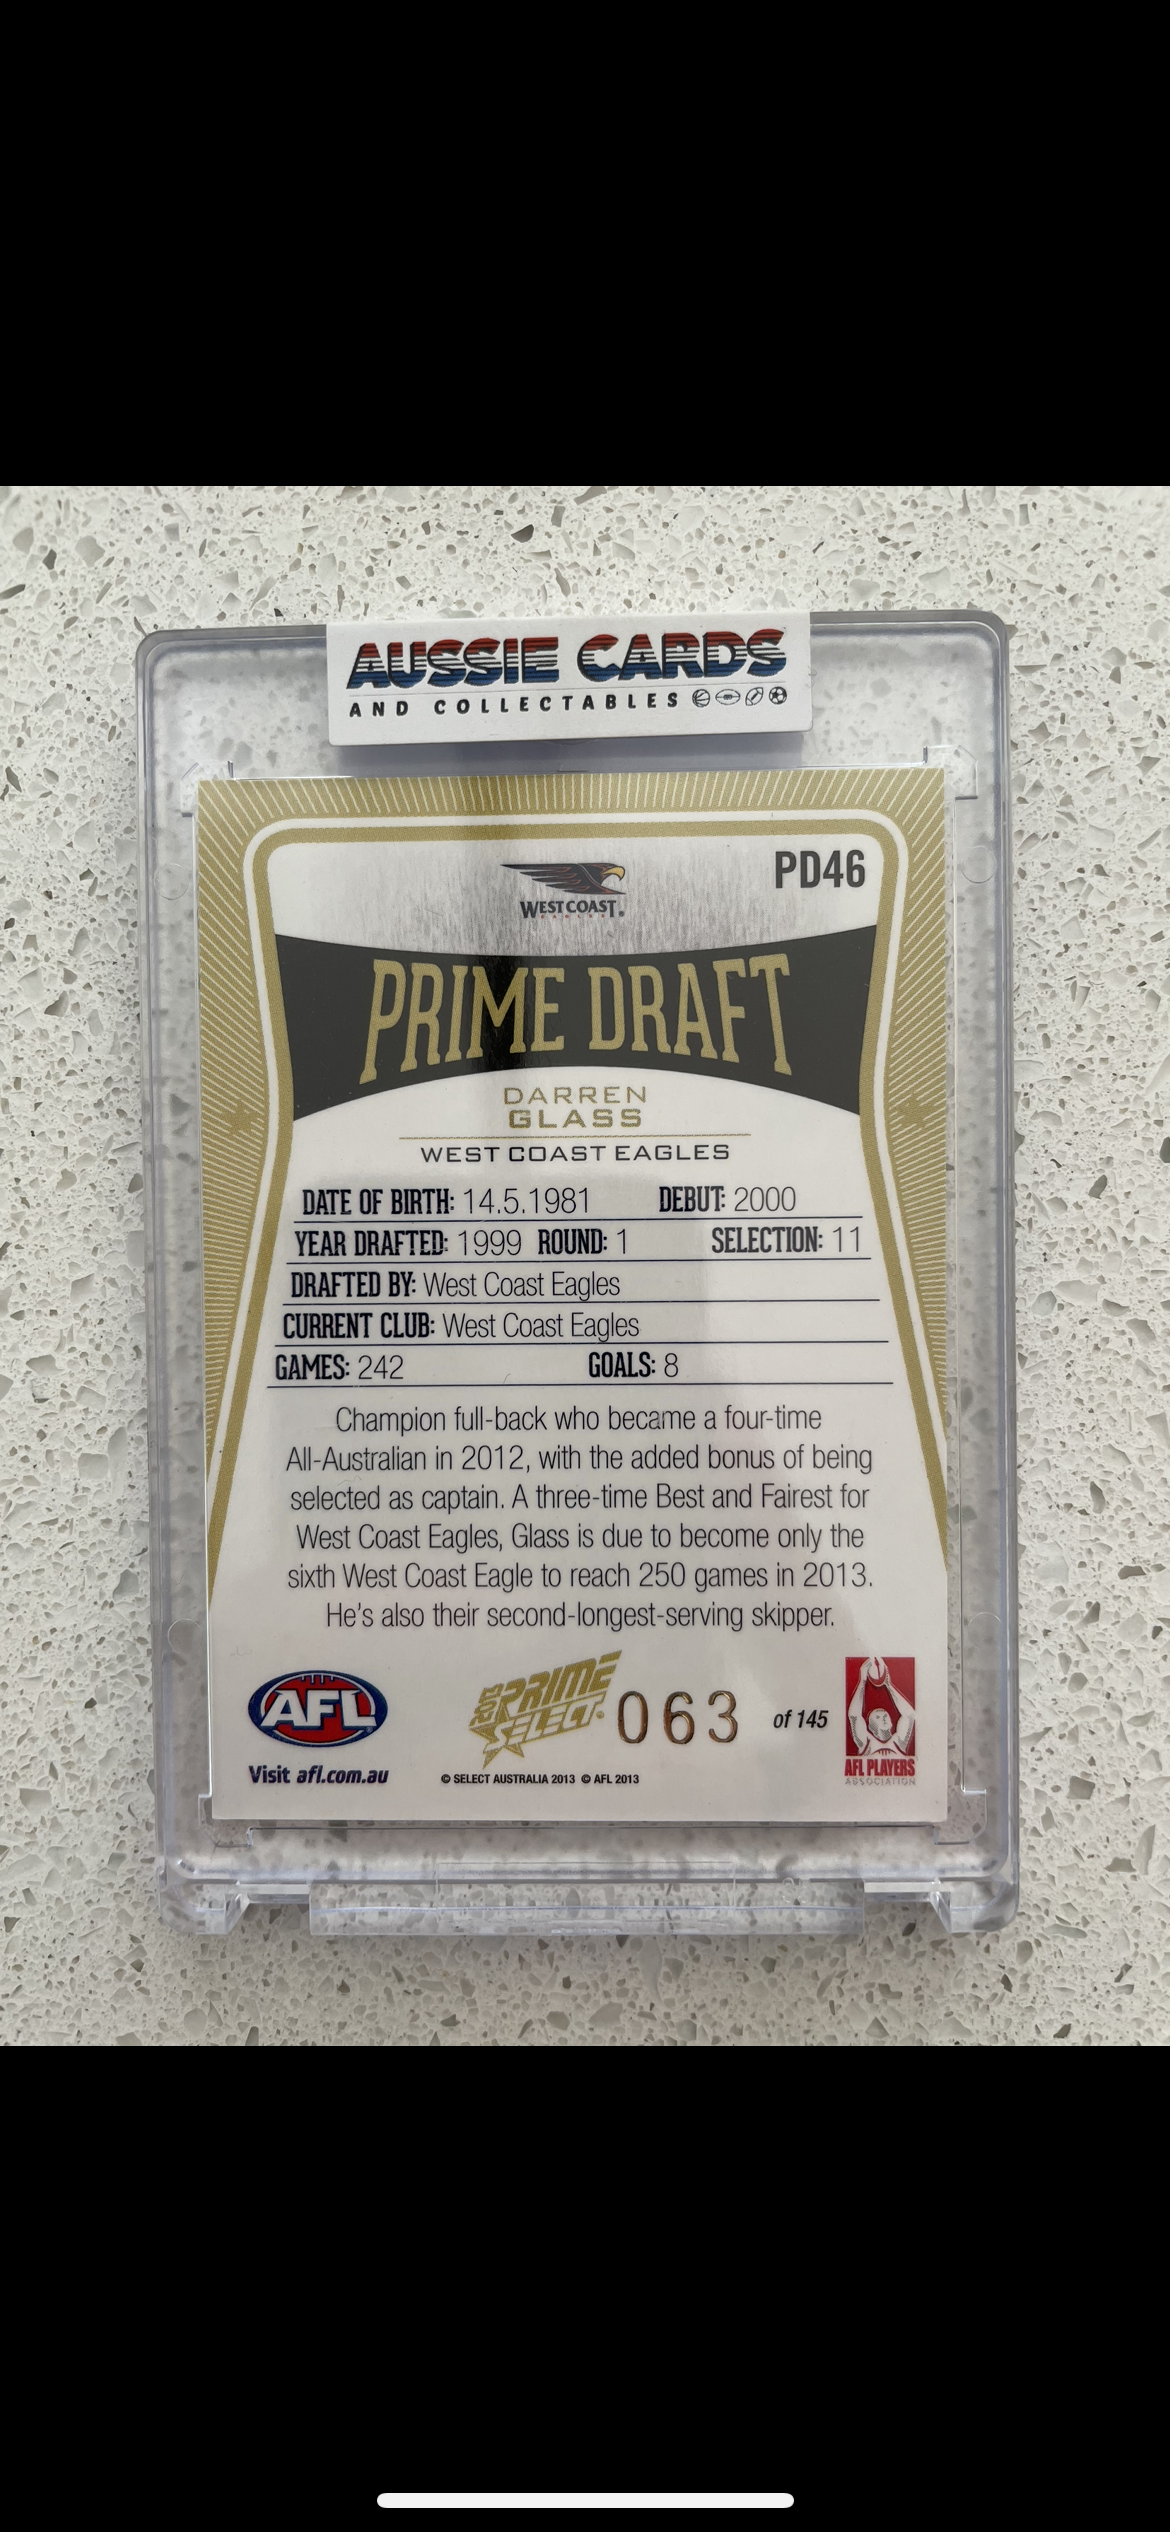 AUSSIE CARDS
AND COLLECTABLES
PD46
WEST COAST
EAGLES
PRIME DRAFT
DARREN
GLASS
WEST COAST EAGLES
DATE OF BIRTH: 14.5.1981 DEBUT: 2000
YEAR DRAFTED: 1999 ROUND: 1 SELECTION: 11
DRAFTED BY: West Coast Eagles
CURRENT CLUB: West Coast Eagles
GAMES: 242 GOALS: 8
Champion full-back who became a four-time
All-Australian in 2012, with the added bonus of being
selected as captain. A three-time Best and Fairest for
West Coast Eagles, Glass is due to become only the
sixth West Coast Eagle to reach 250 games in 2013.
He's also their second-longest-serving skipper.
AFL
Visit afl.com.au
2013 PRIME
SELECT
063 of 145
© SELECT AUSTRALIA 2013 © AFL 2013
AFL PLAYERS
ASSOCIATION